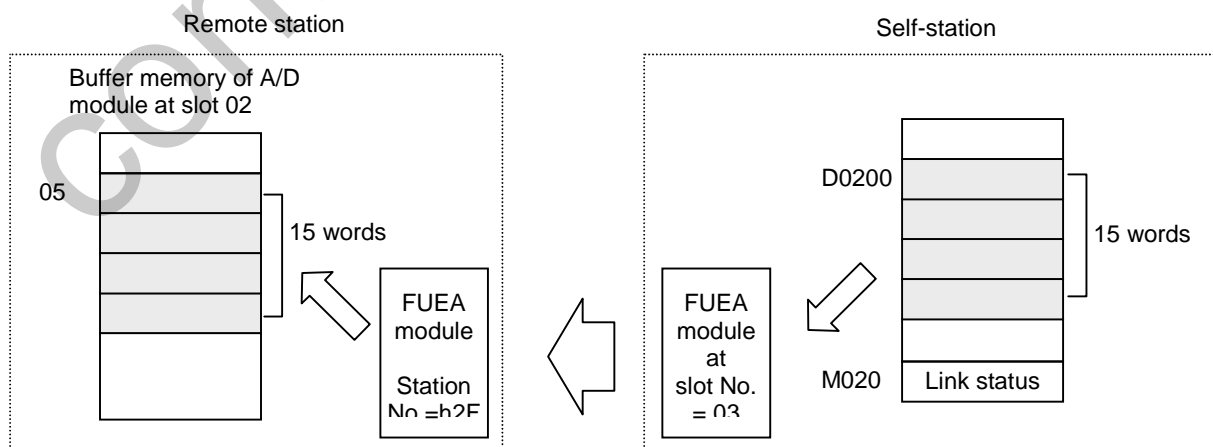 Remote station
Self-station
Buffer memory of A/D
module at slot 02
05
15 words
FUEA
module
Station
No.=h2F
FUEA
module
at
slot No.
= 03
D0200
15 words
M020
Link status